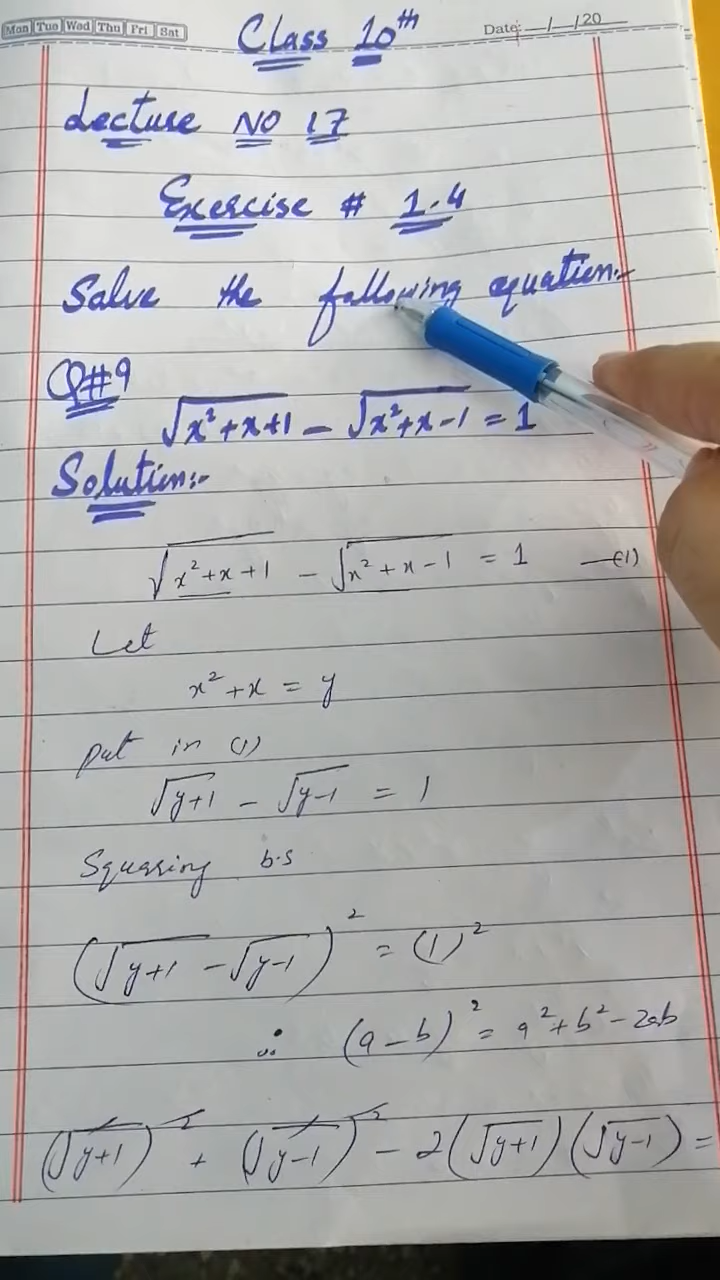 Mon Tue Wed Thu Fri Sat
Date: __/__/20
Class 10th
Lecture NO 17
Exercise # 1.4
Solve the following equation:-
Q#9
√(x²+x+1) - √(x²+x-1) = 1
Solution:-
√(x²+x+1) - √(x²+x-1) = 1 —(1)
Let
x²+x = y
put in (1)
√(y+1) - √(y-1) = 1
Squaring b.s
(√(y+1) - √(y-1))² = (1)²
∴ (a-b)² = a²+b²-2ab
(√(y+1))² + (√(y-1))² - 2(√(y+1))(√(y-1)) =